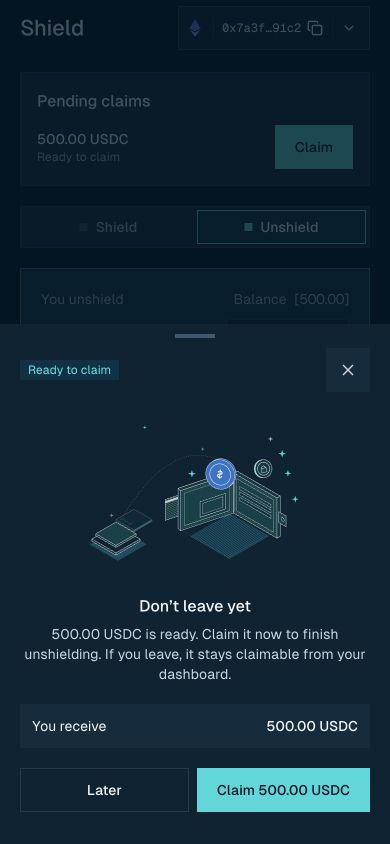 Shield
0x7a3f…91c2
Pending claims
500.00 USDC
Ready to claim
Claim
Shield
Unshield
You unshield
Balance [500.00]
Ready to claim
Don’t leave yet
500.00 USDC is ready. Claim it now to finish
unshielding. If you leave, it stays claimable from your
dashboard.
You receive
500.00 USDC
Later
Claim 500.00 USDC